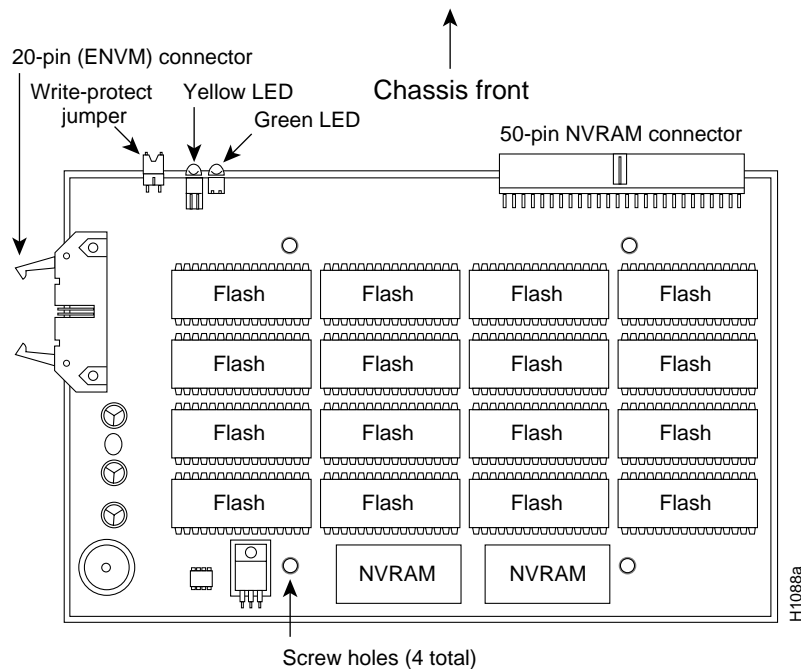 20-pin (ENVM) connector
Write-protect
jumper
Yellow LED
Green LED
Chassis front
50-pin NVRAM connector
Flash Flash Flash Flash
Flash Flash Flash Flash
Flash Flash Flash Flash
Flash Flash Flash Flash
NVRAM NVRAM
Screw holes (4 total)
H1088a